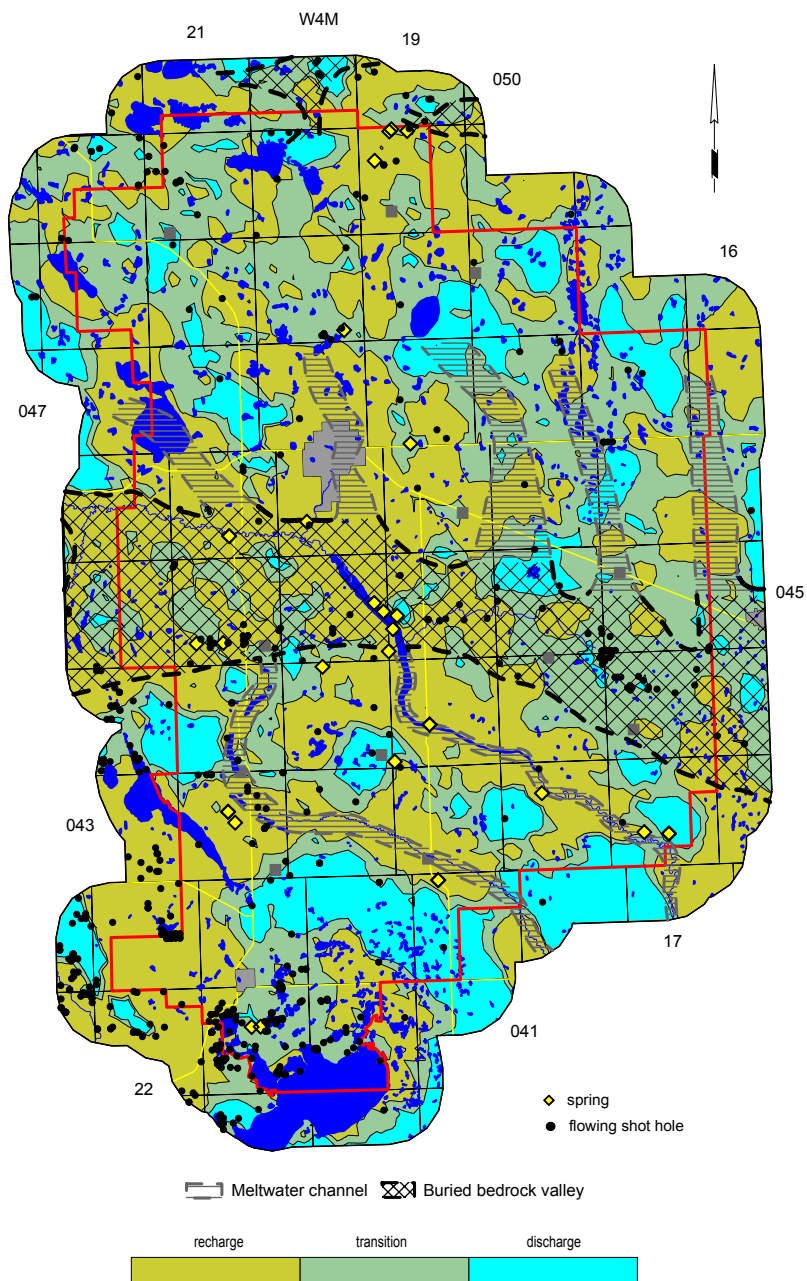 W4M
21
19
050
16
047
045
043
17
041
22
spring
flowing shot hole
Meltwater channel
Buried bedrock valley
recharge
transition
discharge